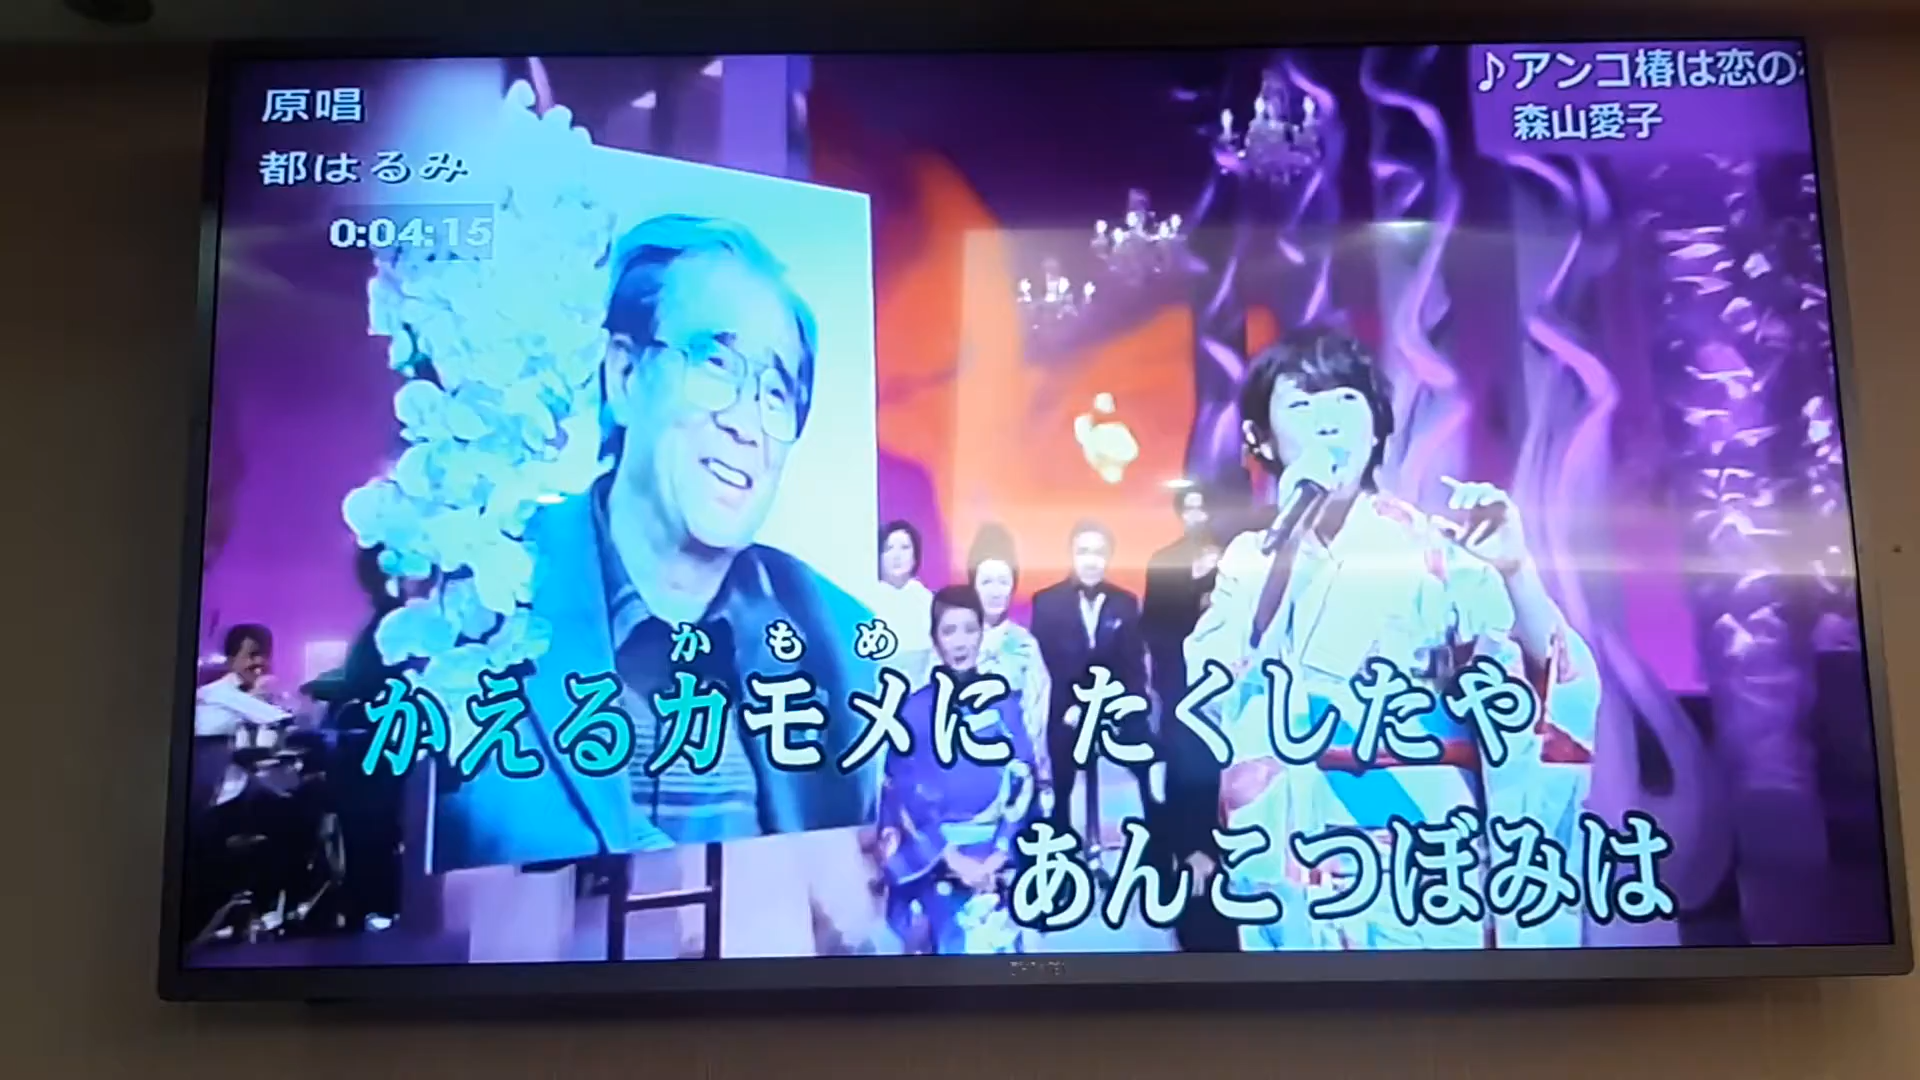 原唱
都はるみ
0:04:15
♪アンコ椿は恋の
森山愛子
かもめ
かえるカモメに たくしたや
あんこつぼみは